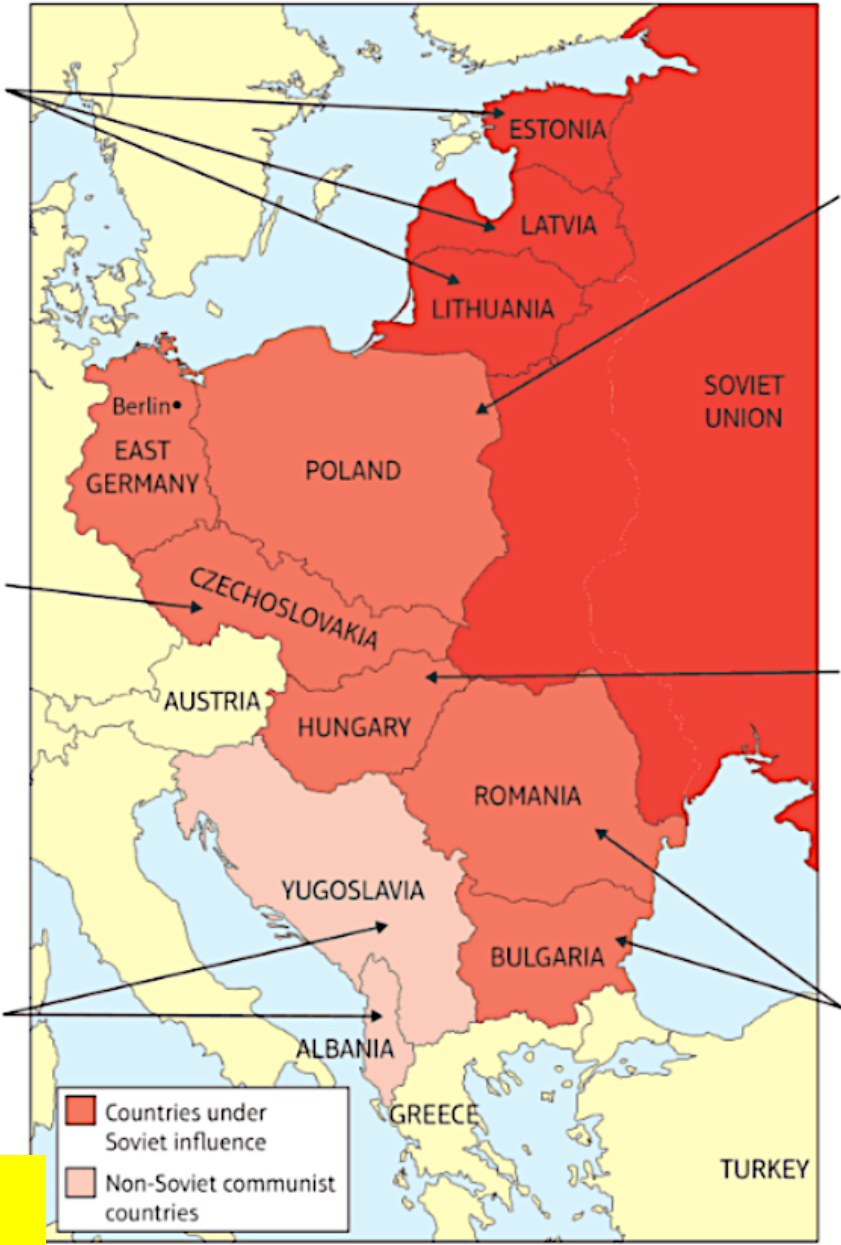 ESTONIA
LATVIA
LITHUANIA
SOVIET
UNION
Berlin
EAST
GERMANY
POLAND
CZECHOSLOVAKIA
AUSTRIA
HUNGARY
ROMANIA
YUGOSLAVIA
BULGARIA
ALBANIA
GREECE
TURKEY
Countries under
Soviet influence
Non-Soviet communist
countries